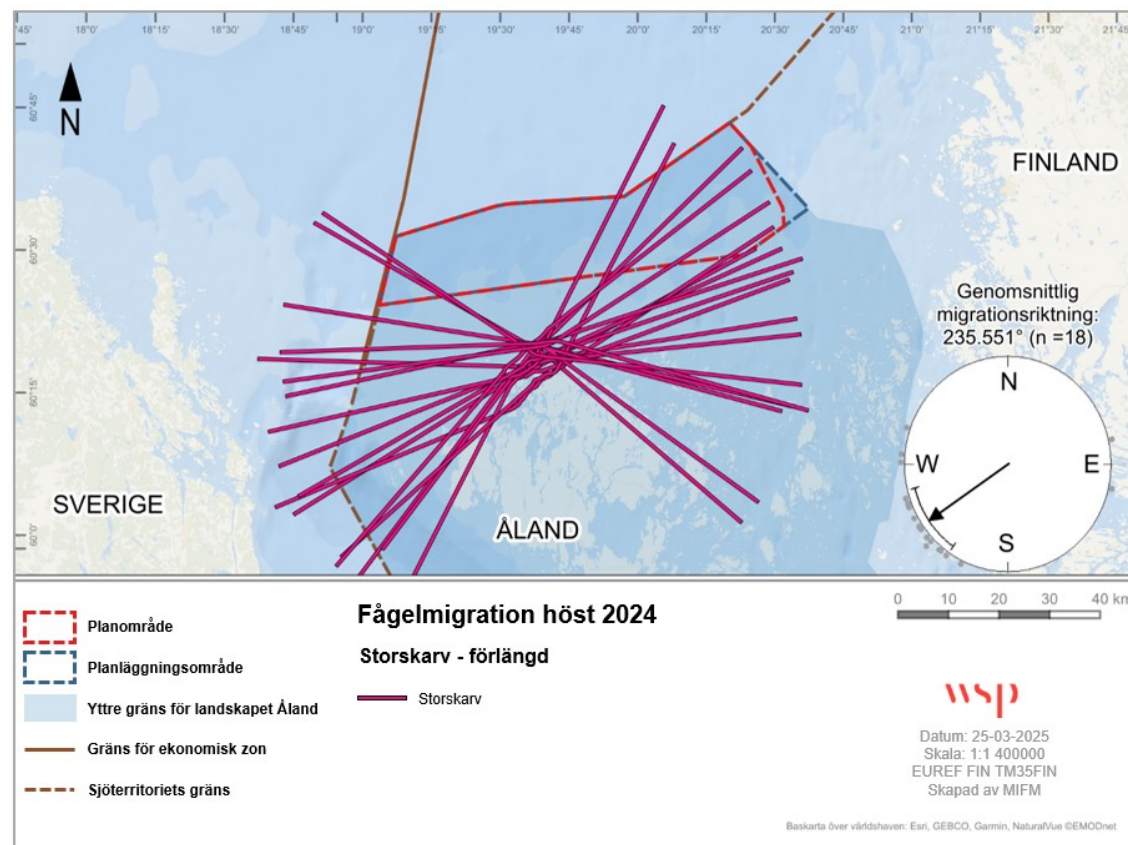 °45'
18°0'
18°15'
18°30'
18°45'
19°0'
19°15'
19°30'
19°45'
20°0'
20°15'
20°30'
20°45'
21°0'
21°15'
21°30'
21°45'
60°45'
60°30'
60°15'
60°0'
N
FINLAND
SVERIGE
ÅLAND
Genomsnittlig
migrationsriktning:
235.551° (n =18)
N
W
E
S
Planområde
Planläggningsområde
Yttre gräns för landskapet Åland
Gräns för ekonomisk zon
Sjöterritoriets gräns
Fågelmigration höst 2024
Storskarv - förlängd
Storskarv
0 10 20 30 40 km
wsp
Datum: 25-03-2025
Skala: 1:1 400000
EUREF FIN TM35FIN
Skapad av MIFM
Baskarta över världshaven: Esri, GEBCO, Garmin, NaturalVue ©EMODnet